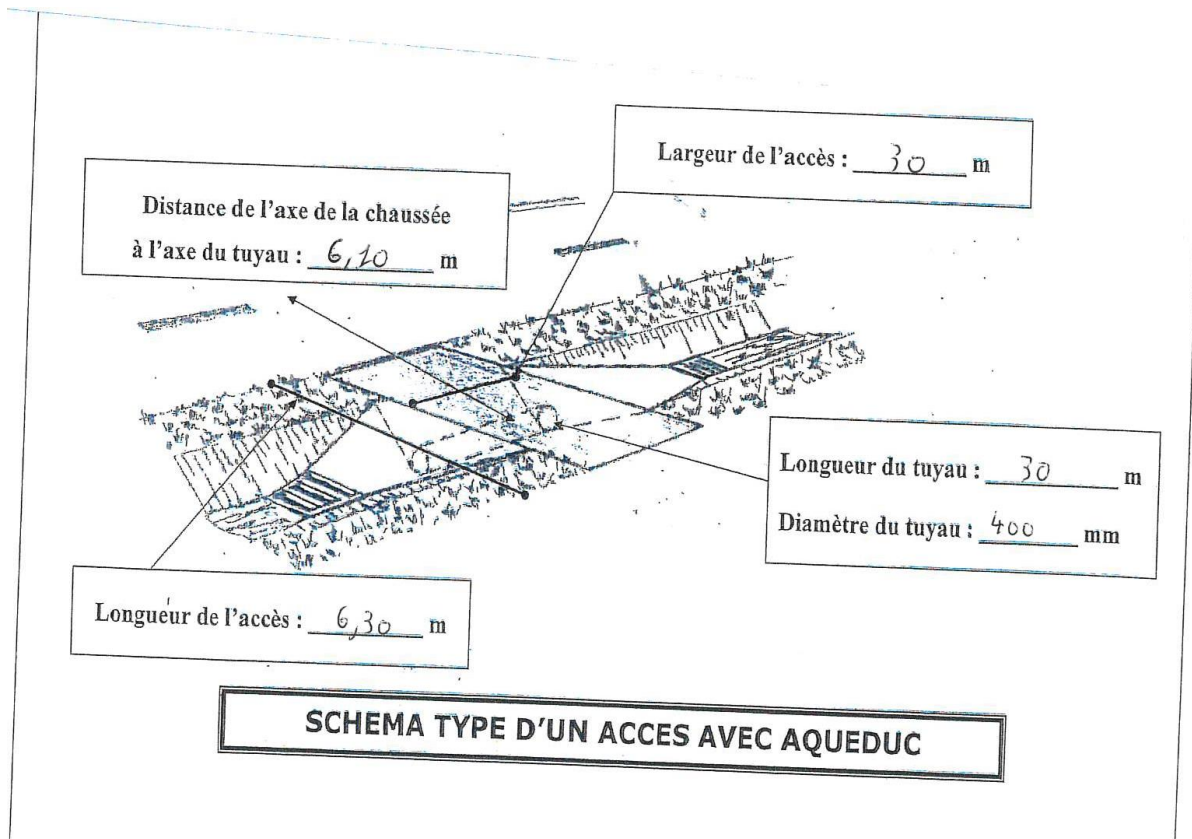 Largeur de l'accès : 30 m
Distance de l'axe de la chaussée
à l'axe du tuyau : 6,10 m
Longueur du tuyau : 30 m
Diamètre du tuyau : 400 mm
Longueur de l'accès : 6,30 m
SCHEMA TYPE D'UN ACCES AVEC AQUEDUC